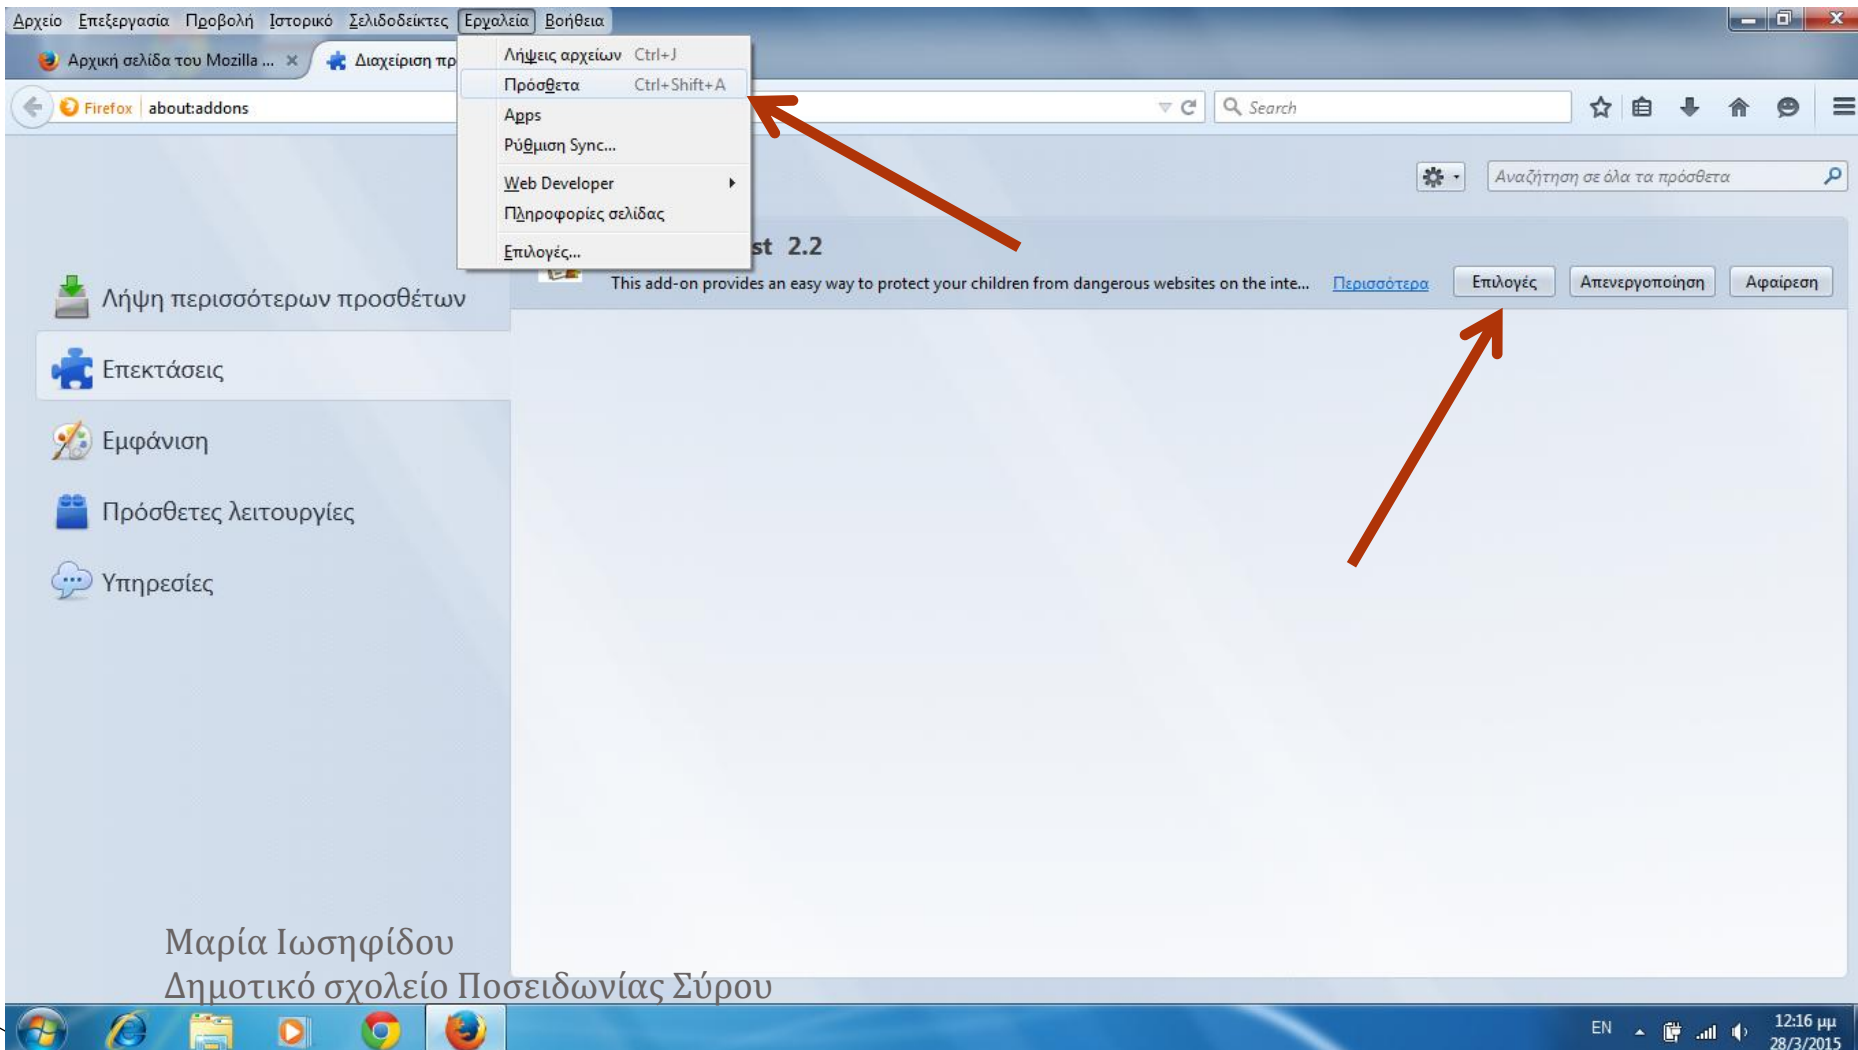 Αρχείο Επεξεργασία Προβολή Ιστορικό Σελιδοδείκτες Εργαλεία Βοήθεια
Αρχική σελίδα του Mozilla ... Διαχείριση πρ
Λήψεις αρχείων Ctrl+J
Πρόσθετα Ctrl+Shift+A
Apps
Ρύθμιση Sync...
Web Developer
Πληροφορίες σελίδας
Επιλογές...
Firefox about:addons
Search
Αναζήτηση σε όλα τα πρόσθετα
st 2.2
This add-on provides an easy way to protect your children from dangerous websites on the inte... Περισσότερα Επιλογές Απενεργοποίηση Αφαίρεση
Λήψη περισσότερων προσθέτων
Επεκτάσεις
Εμφάνιση
Πρόσθετες λειτουργίες
Υπηρεσίες
Μαρία Ιωσηφίδου
Δημοτικό σχολείο Ποσειδωνίας Σύρου
EN 12:16 μμ
28/3/2015